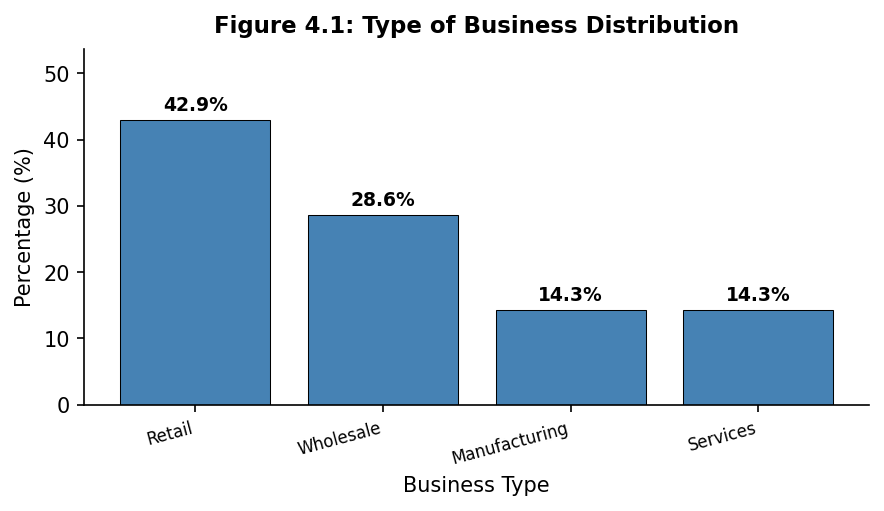 Figure 4.1: Type of Business Distribution
Percentage (%)
50
40
30
20
10
0
42.9%
28.6%
14.3%
14.3%
Retail
Wholesale
Manufacturing
Services
Business Type